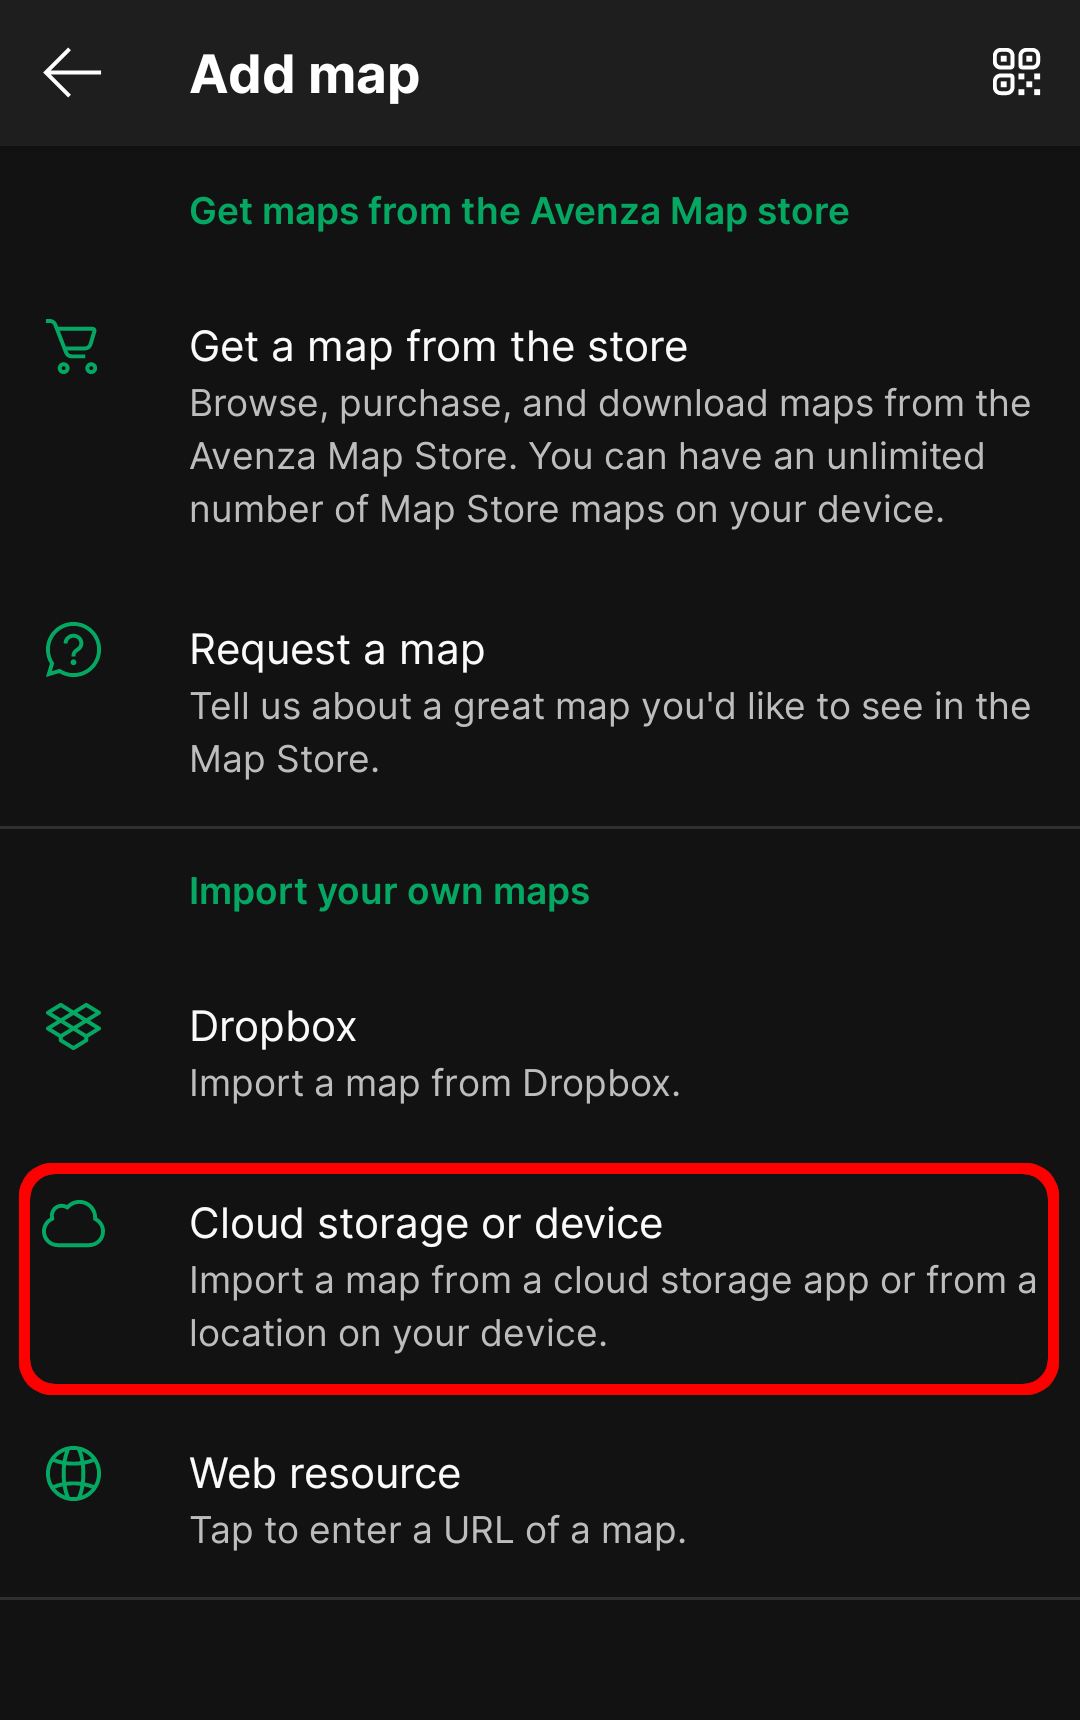 Add map
Get maps from the Avenza Map store
Get a map from the store
Browse, purchase, and download maps from the
Avenza Map Store. You can have an unlimited
number of Map Store maps on your device.
Request a map
Tell us about a great map you'd like to see in the
Map Store.
Import your own maps
Dropbox
Import a map from Dropbox.
Cloud storage or device
Import a map from a cloud storage app or from a
location on your device.
Web resource
Tap to enter a URL of a map.